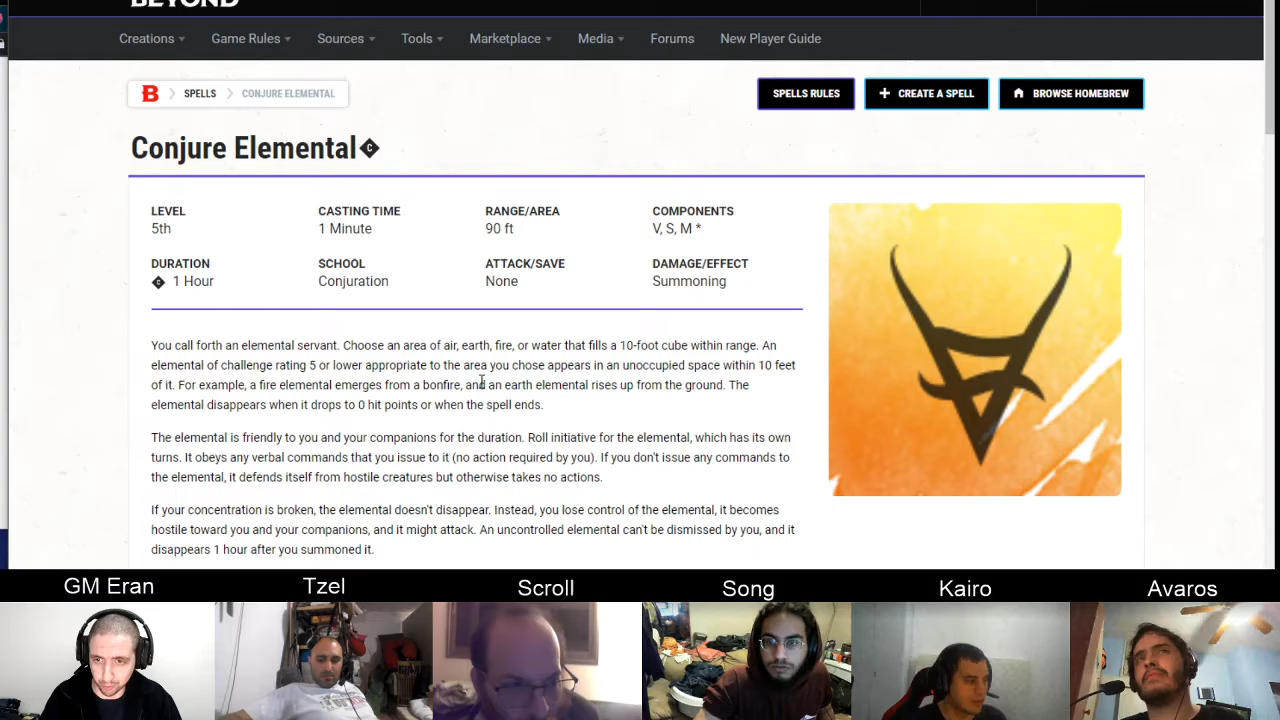 BEYOND
Creations Game Rules Sources Tools Marketplace Media Forums New Player Guide
B SPELLS CONJURE ELEMENTAL
SPELLS RULES + CREATE A SPELL BROWSE HOMEBREW
Conjure Elemental C
LEVEL CASTING TIME RANGE/AREA COMPONENTS
5th 1 Minute 90 ft V, S, M *
DURATION SCHOOL ATTACK/SAVE DAMAGE/EFFECT
C 1 Hour Conjuration None Summoning
You call forth an elemental servant. Choose an area of air, earth, fire, or water that fills a 10-foot cube within range. An
elemental of challenge rating 5 or lower appropriate to the area you chose appears in an unoccupied space within 10 feet
of it. For example, a fire elemental emerges from a bonfire, and an earth elemental rises up from the ground. The
elemental disappears when it drops to 0 hit points or when the spell ends.
The elemental is friendly to you and your companions for the duration. Roll initiative for the elemental, which has its own
turns. It obeys any verbal commands that you issue to it (no action required by you). If you don't issue any commands to
the elemental, it defends itself from hostile creatures but otherwise takes no actions.
If your concentration is broken, the elemental doesn't disappear. Instead, you lose control of the elemental, it becomes
hostile toward you and your companions, and it might attack. An uncontrolled elemental can't be dismissed by you, and it
disappears 1 hour after you summoned it.
GM Eran Tzel Scroll Song Kairo Avaros